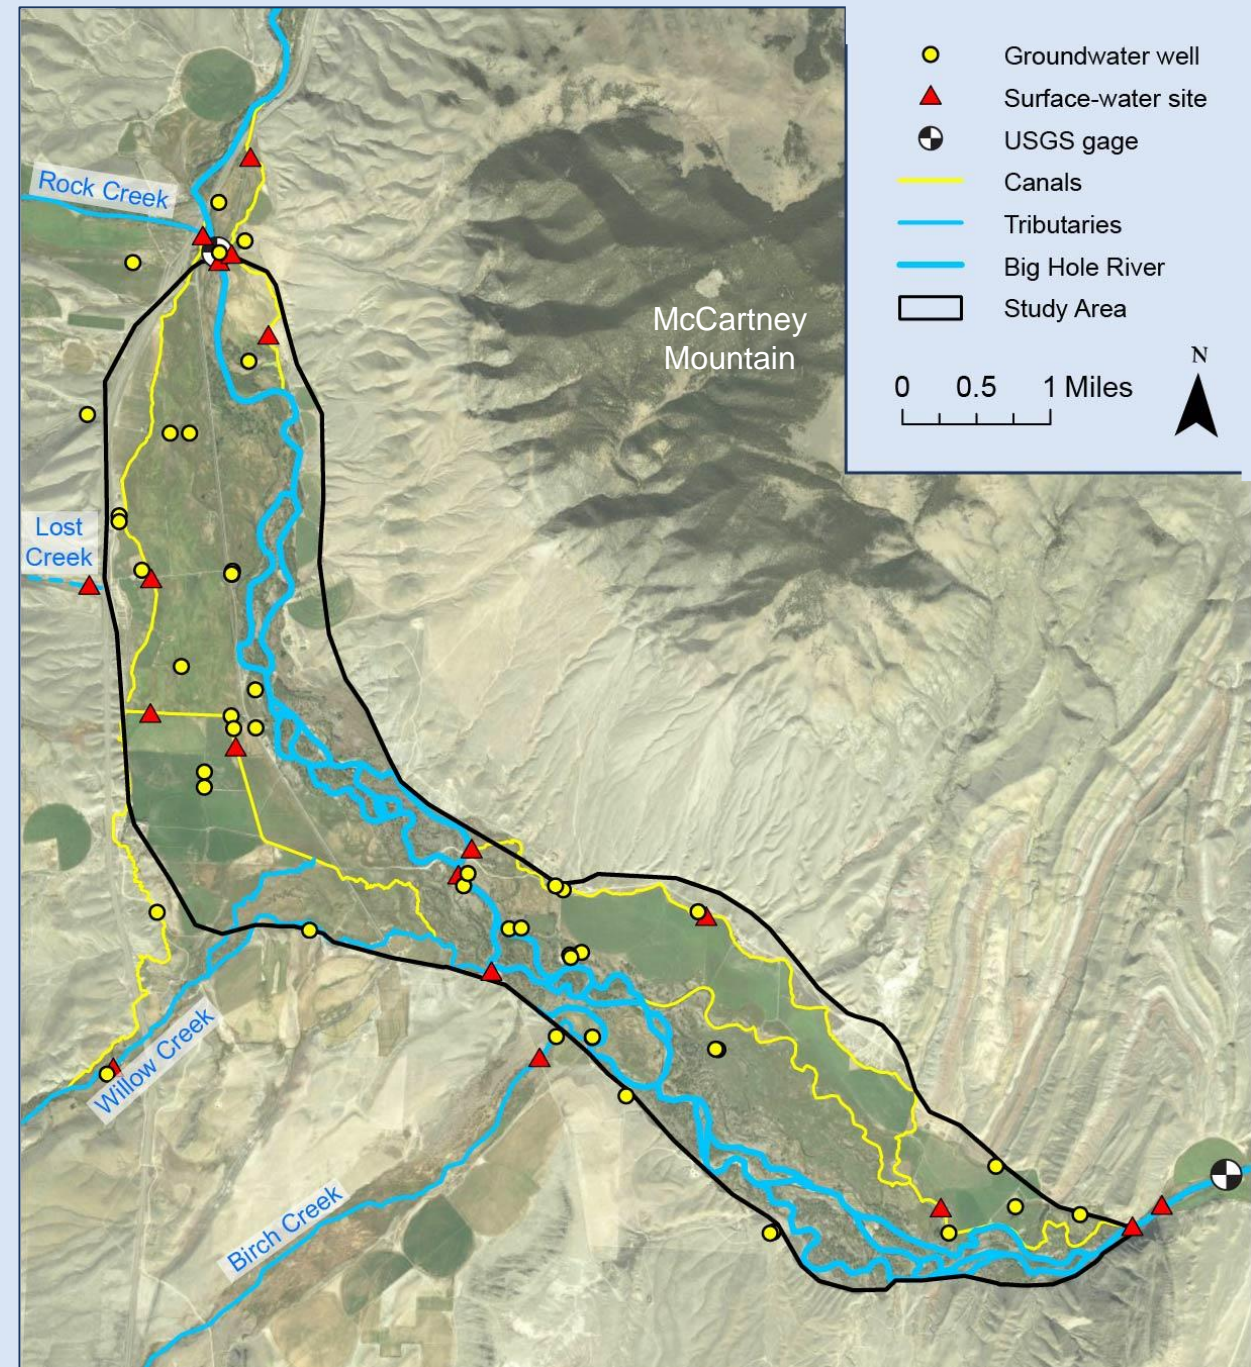 Groundwater well
Surface-water site
USGS gage
Canals
Tributaries
Big Hole River
Study Area
0 0.5 1 Miles
N
Rock Creek
McCartney
Mountain
Lost
Creek
Willow Creek
Birch Creek